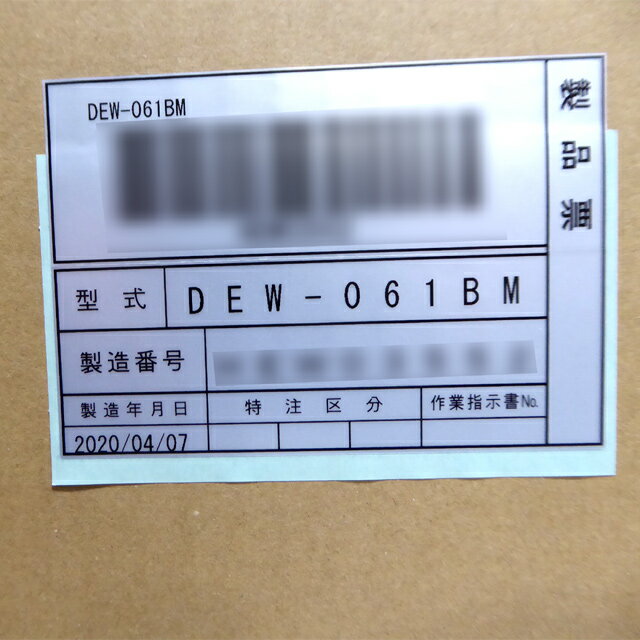 DEW-061BM
製品票
型式 DEW-061BM
製造番号
製造年月日 特注区分 作業指示書No.
2020/04/07